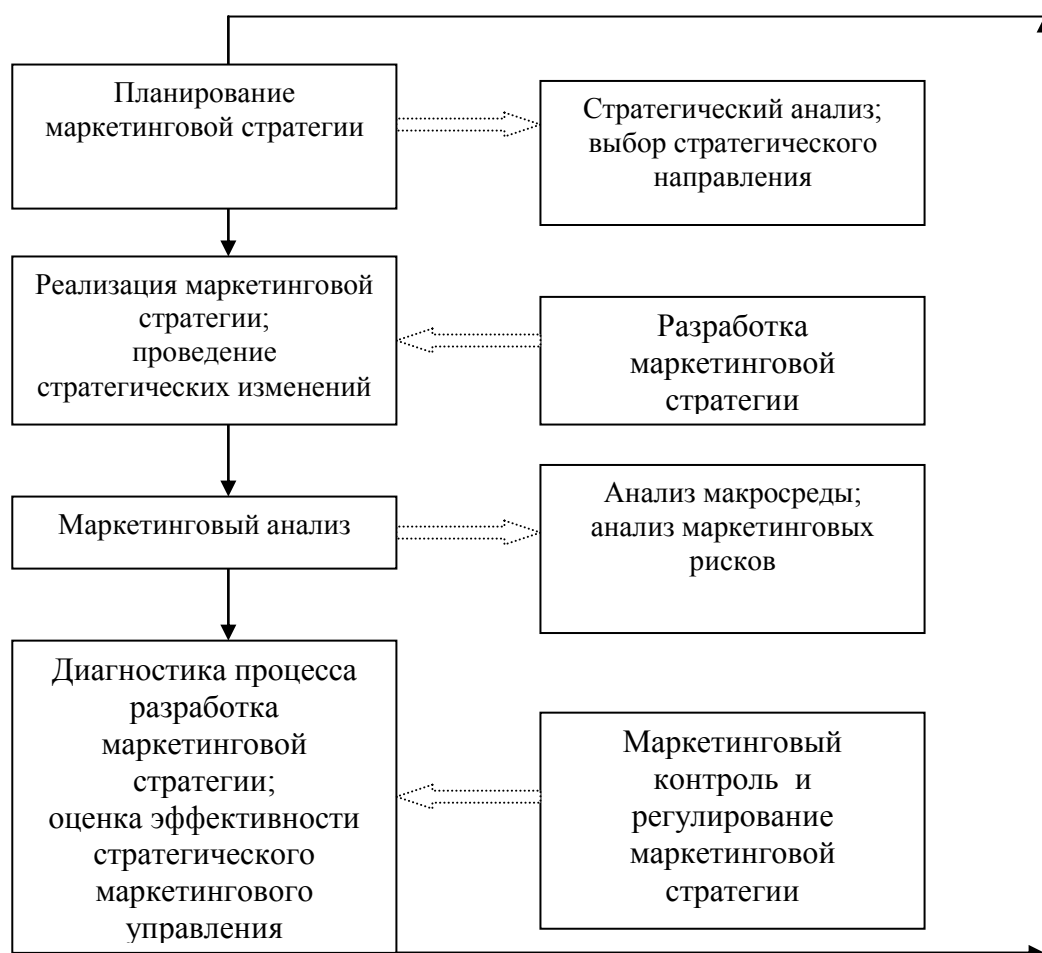 Планирование
маркетинговой стратегии
Стратегический анализ;
выбор стратегического
направления
Реализация маркетинговой
стратегии;
проведение
стратегических изменений
Разработка
маркетинговой
стратегии
Маркетинговый анализ
Анализ макросреды;
анализ маркетинговых
рисков
Диагностика процесса
разработка
маркетинговой
стратегии;
оценка эффективности
стратегического
маркетингового
управления
Маркетинговый
контроль и
регулирование
маркетинговой
стратегии